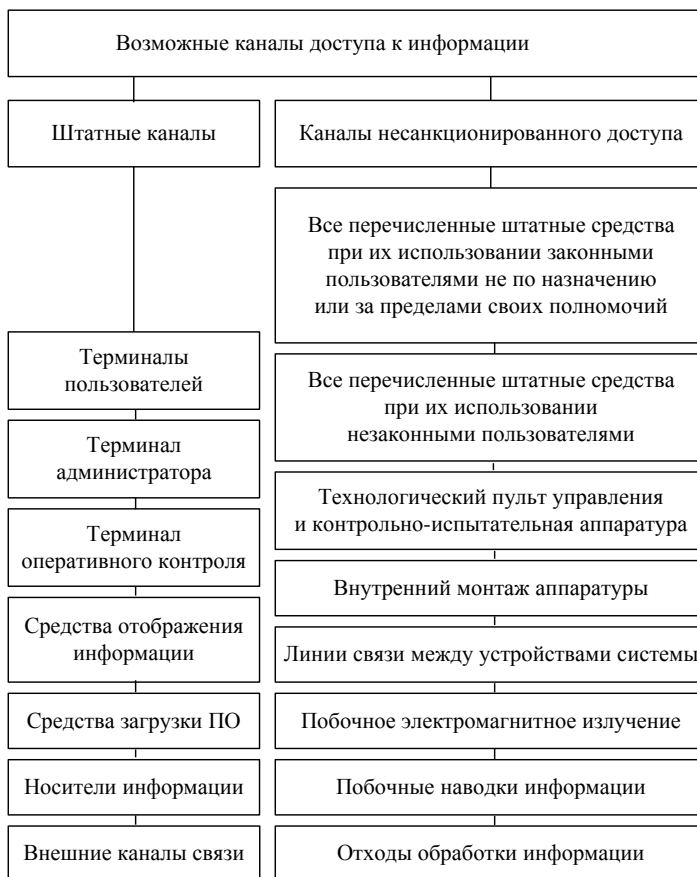 Возможные каналы доступа к информации
Штатные каналы
Каналы несанкционированного доступа
Все перечисленные штатные средства
при их использовании законными
пользователями не по назначению
или за пределами своих полномочий
Терминалы
пользователей
Все перечисленные штатные средства
при их использовании
незаконными пользователями
Терминал
администратора
Технологический пульт управления
и контрольно-испытательная аппаратура
Терминал
оперативного контроля
Внутренний монтаж аппаратуры
Средства отображения
информации
Линии связи между устройствами системы
Средства загрузки ПО
Побочное электромагнитное излучение
Носители информации
Побочные наводки информации
Внешние каналы связи
Отходы обработки информации